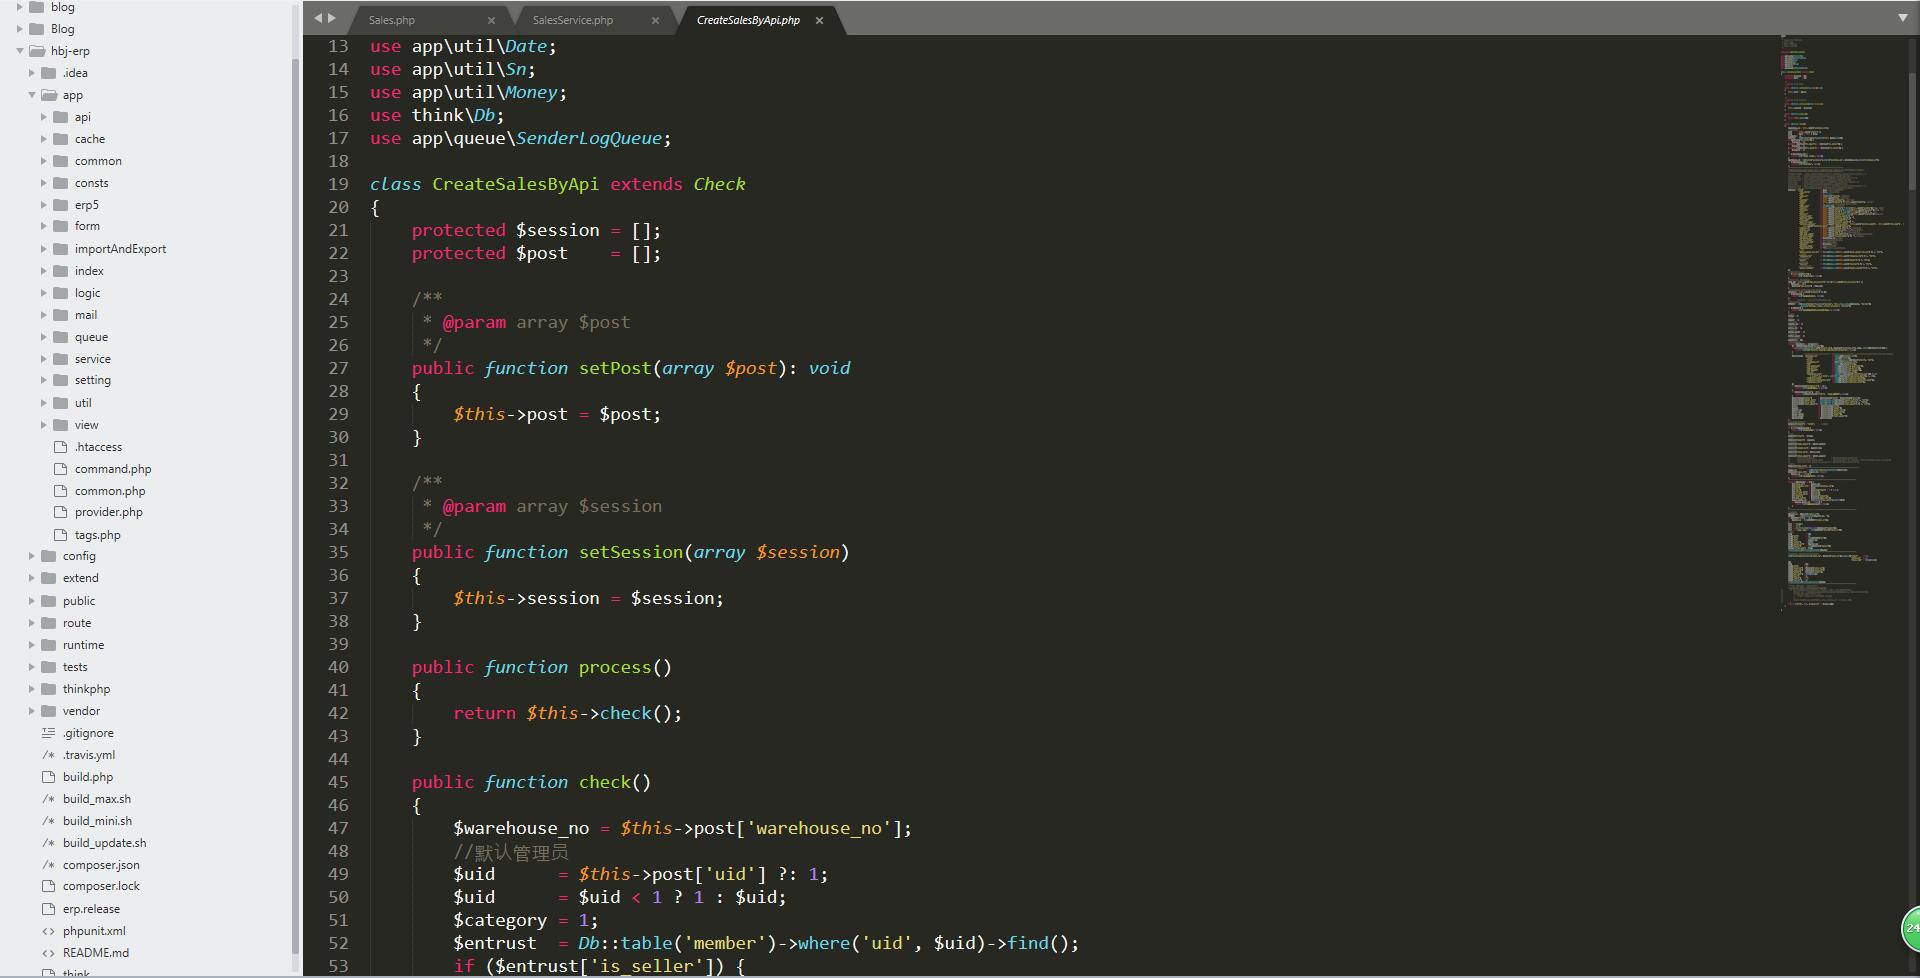 blog
Blog
hbj-erp
.idea
app
api
cache
common
consts
erp5
form
importAndExport
index
logic
mail
queue
service
setting
util
view
.htaccess
command.php
common.php
provider.php
tags.php
config
extend
public
route
runtime
tests
thinkphp
vendor
.gitignore
/* .travis.yml
build.php
/* build_max.sh
/* build_mini.sh
/* build_update.sh
/* composer.json
composer.lock
erp.release
<> phpunit.xml
<> README.md
think
Sales.php × SalesService.php × CreateSalesByApi.php ×
13 use app\util\Date;
14 use app\util\Sn;
15 use app\util\Money;
16 use think\Db;
17 use app\queue\SenderLogQueue;
18
19 class CreateSalesByApi extends Check
20 {
21     protected $session = [];
22     protected $post    = [];
23
24     /**
25      * @param array $post
26      */
27     public function setPost(array $post): void
28     {
29         $this->post = $post;
30     }
31
32     /**
33      * @param array $session
34      */
35     public function setSession(array $session)
36     {
37         $this->session = $session;
38     }
39
40     public function process()
41     {
42         return $this->check();
43     }
44
45     public function check()
46     {
47         $warehouse_no = $this->post['warehouse_no'];
48         //默认管理员
49         $uid      = $this->post['uid'] ?: 1;
50         $uid      = $uid < 1 ? 1 : $uid;
51         $category = 1;
52         $entrust  = Db::table('member')->where('uid', $uid)->find();
53         if ($entrust['is_seller']) {
24